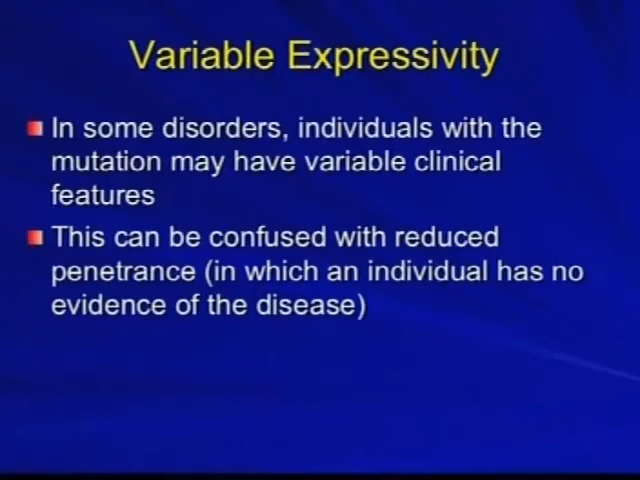 Variable Expressivity
In some disorders, individuals with the
mutation may have variable clinical
features
This can be confused with reduced
penetrance (in which an individual has no
evidence of the disease)